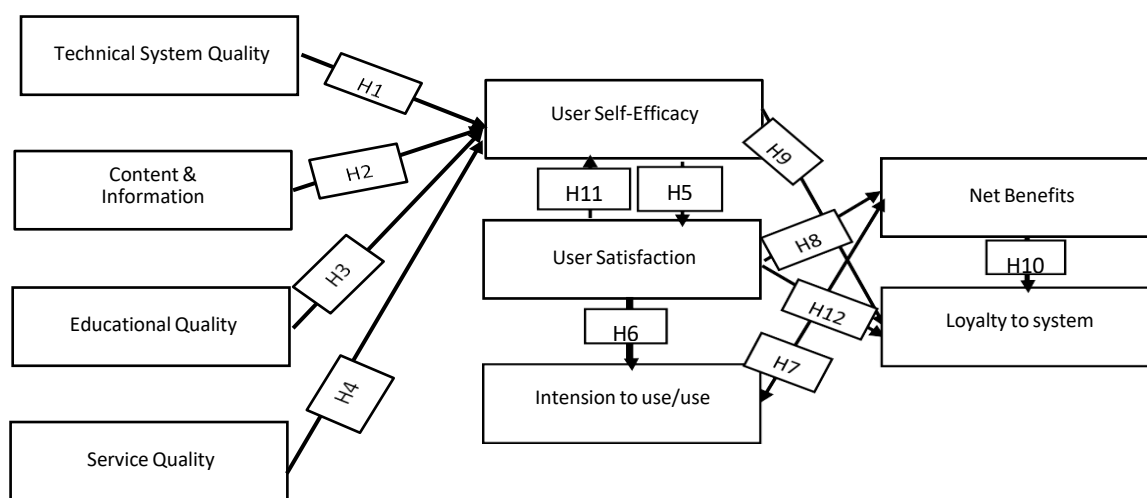 Technical System Quality
H1
User Self-Efficacy
H9
Content &
Information
H2
H11
H5
Net Benefits
H3
User Satisfaction
H8
H10
Educational Quality
H6
H12
Loyalty to system
H7
H4
Intension to use/use
Service Quality